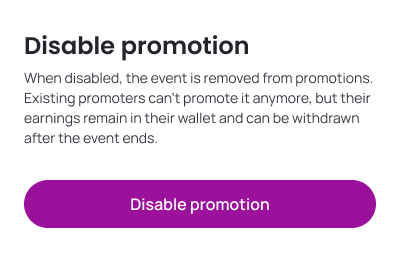 Disable promotion
When disabled, the event is removed from promotions.
Existing promoters can't promote it anymore, but their
earnings remain in their wallet and can be withdrawn
after the event ends.
Disable promotion